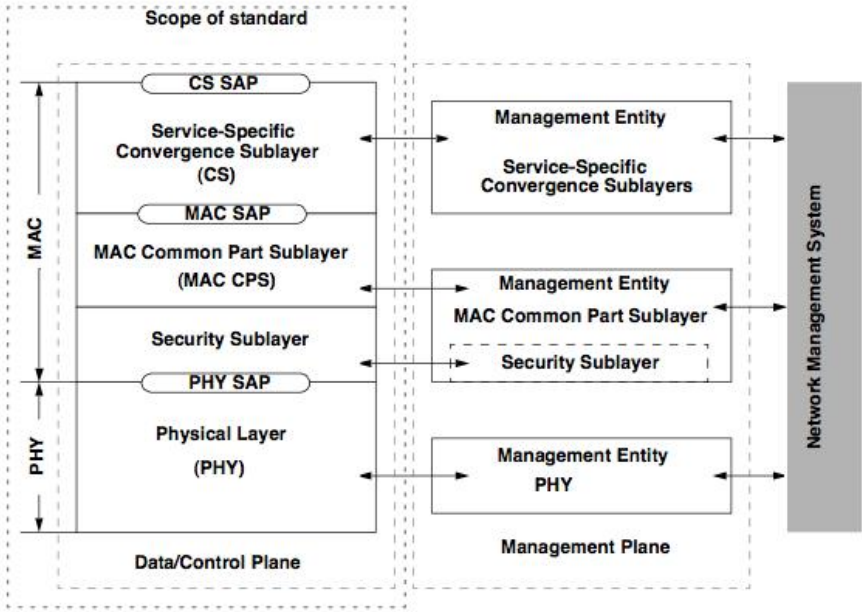 Scope of standard
CS SAP
Service-Specific
Convergence Sublayer
(CS)
MAC SAP
MAC Common Part Sublayer
(MAC CPS)
Security Sublayer
PHY SAP
Physical Layer
(PHY)
Data/Control Plane
MAC
PHY
Management Entity
Service-Specific
Convergence Sublayers
Management Entity
MAC Common Part Sublayer
Security Sublayer
Management Entity
PHY
Management Plane
Network Management System